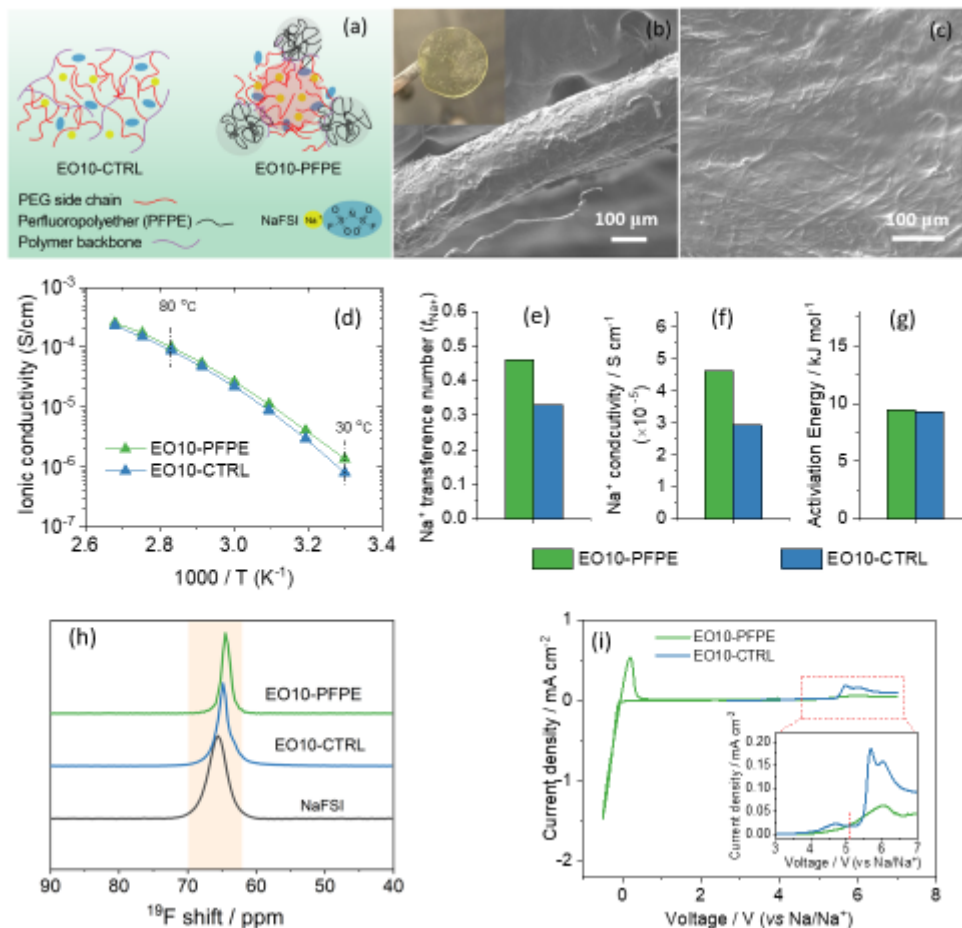 (a)
EO10-CTRL
EO10-PFPE
PEG side chain
Perfluoropolyether (PFPE)
Polymer backbone
NaFSI
Na⁺
O O
S N S
F O O F
(b)
100 μm
(c)
100 μm
(d)
Ionic conductivity (S/cm)
10⁻³
10⁻⁴
10⁻⁵
10⁻⁶
10⁻⁷
80 °C
30 °C
EO10-PFPE
EO10-CTRL
2.6 2.8 3.0 3.2 3.4
1000 / T (K⁻¹)
(e)
Na⁺ transference number (tNa+)
0.6
0.5
0.3
0.2
0.0
(f)
Na⁺ condcutivity / S cm⁻¹
(×10⁻⁵)
6
5
4
3
2
1
0
(g)
Activiation Energy / kJ mol⁻¹
15
10
5
0
EO10-PFPE
EO10-CTRL
(h)
EO10-PFPE
EO10-CTRL
NaFSI
90 80 70 60 50 40
¹⁹F shift / ppm
(i)
EO10-PFPE
EO10-CTRL
Current density / mA cm⁻²
1
0
-1
-2
0 2 4 6 8
Voltage / V (vs Na/Na⁺)
Current density / mA cm⁻³
0.20
0.15
0.10
0.05
0.00
3 4 5 6 7
Voltage / V (vs Na/Na⁺)